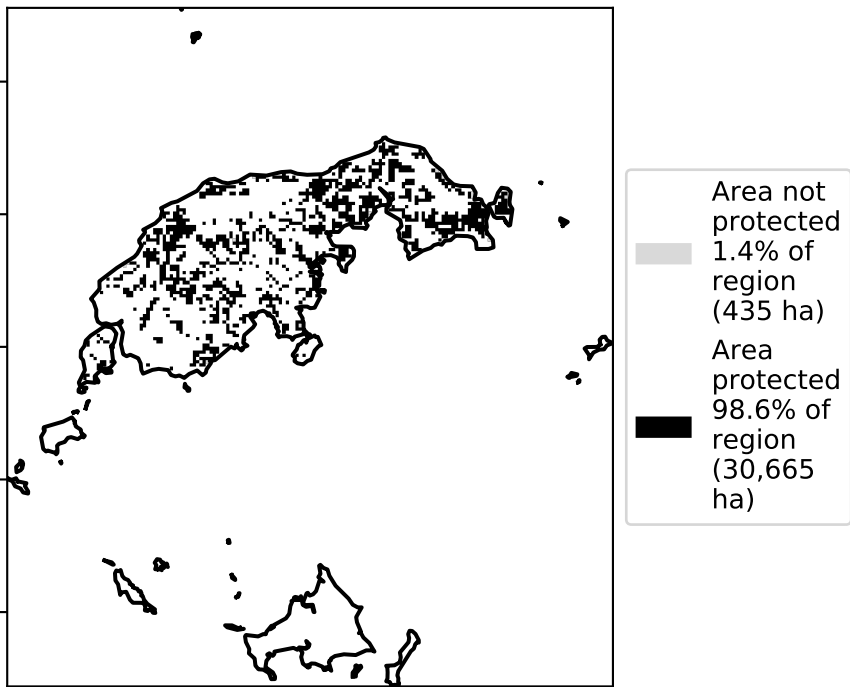 Area not
protected
1.4% of
region
(435 ha)
Area
protected
98.6% of
region
(30,665
ha)